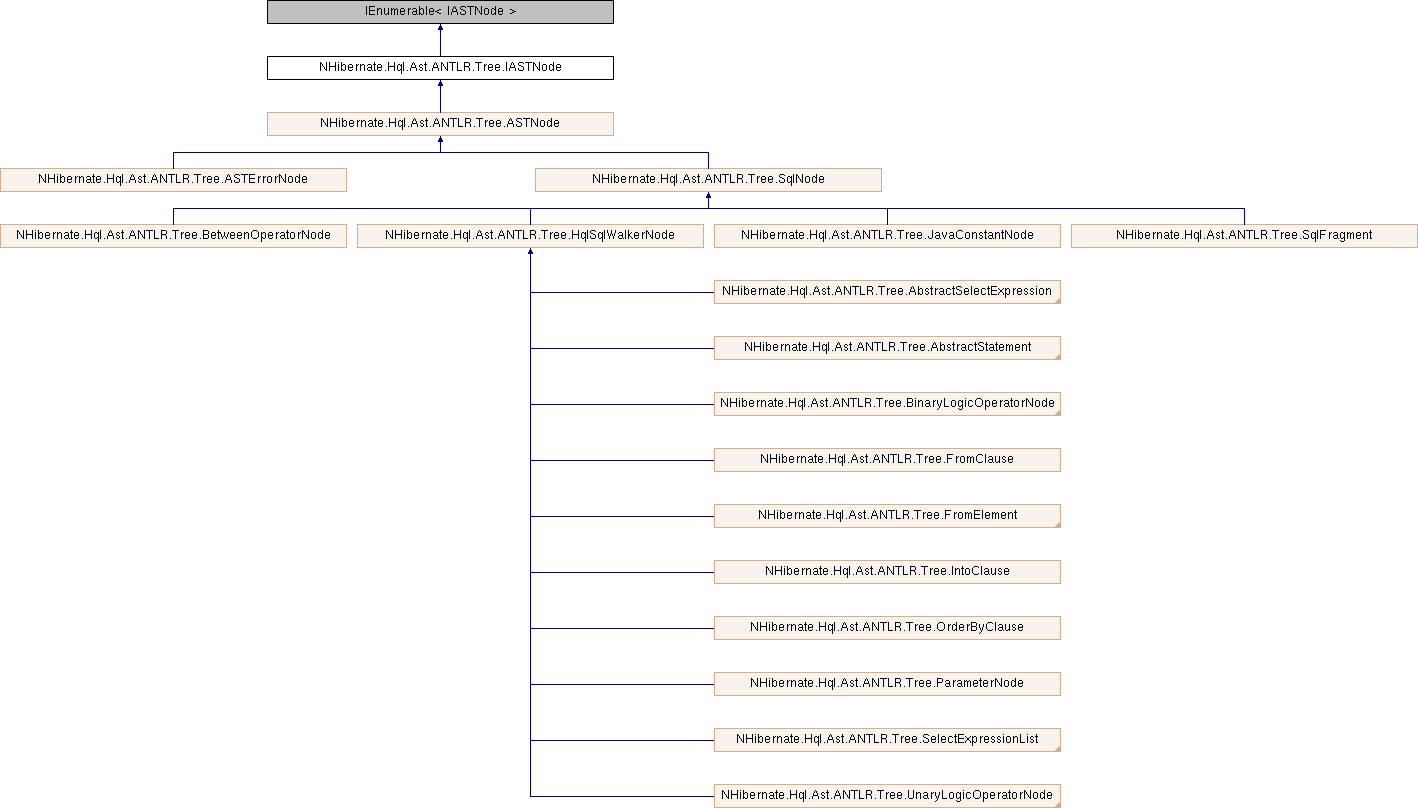 IEnumerable< IASTNode >
NHibernate.Hql.Ast.ANTLR.Tree.IASTNode
NHibernate.Hql.Ast.ANTLR.Tree.ASTNode
NHibernate.Hql.Ast.ANTLR.Tree.ASTErrorNode
NHibernate.Hql.Ast.ANTLR.Tree.SqlNode
NHibernate.Hql.Ast.ANTLR.Tree.BetweenOperatorNode
NHibernate.Hql.Ast.ANTLR.Tree.HqlSqlWalkerNode
NHibernate.Hql.Ast.ANTLR.Tree.JavaConstantNode
NHibernate.Hql.Ast.ANTLR.Tree.SqlFragment
NHibernate.Hql.Ast.ANTLR.Tree.AbstractSelectExpression
NHibernate.Hql.Ast.ANTLR.Tree.AbstractStatement
NHibernate.Hql.Ast.ANTLR.Tree.BinaryLogicOperatorNode
NHibernate.Hql.Ast.ANTLR.Tree.FromClause
NHibernate.Hql.Ast.ANTLR.Tree.FromElement
NHibernate.Hql.Ast.ANTLR.Tree.IntoClause
NHibernate.Hql.Ast.ANTLR.Tree.OrderByClause
NHibernate.Hql.Ast.ANTLR.Tree.ParameterNode
NHibernate.Hql.Ast.ANTLR.Tree.SelectExpressionList
NHibernate.Hql.Ast.ANTLR.Tree.UnaryLogicOperatorNode